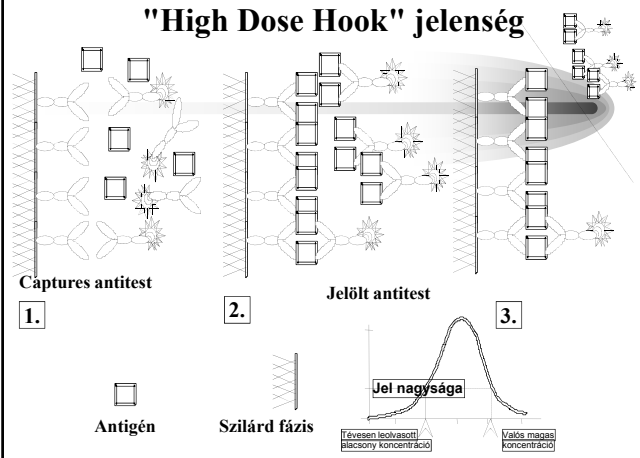 "High Dose Hook" jelenség
Captures antitest
Jelölt antitest
1.
2.
3.
Jel nagysága
Antigén
Szilárd fázis
Tévesen leolvasott
alacsony koncentráció
Valós magas
koncentráció